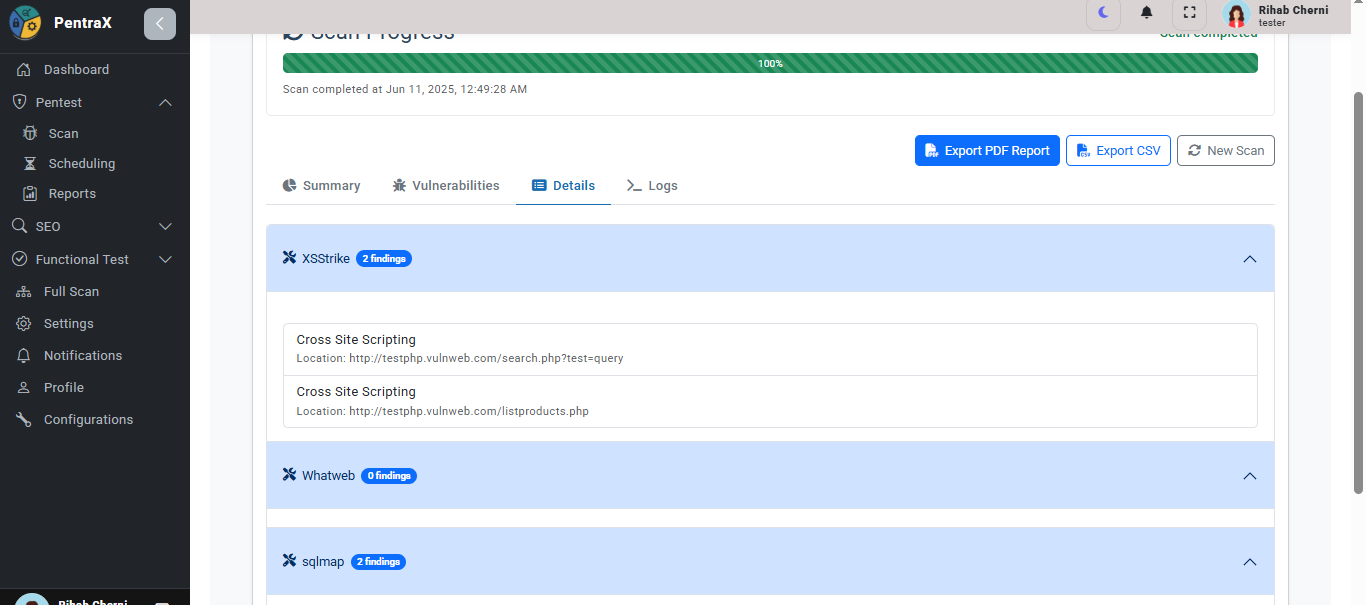 PentraX
Dashboard
Pentest
Scan
Scheduling
Reports
SEO
Functional Test
Full Scan
Settings
Notifications
Profile
Configurations
Rihab Cherni
Rihab Cherni
tester
Scan Progress
Scan completed
100%
Scan completed at Jun 11, 2025, 12:49:28 AM
Export PDF Report
Export CSV
New Scan
Summary
Vulnerabilities
Details
Logs
XSStrike 2 findings
Cross Site Scripting
Location: http://testphp.vulnweb.com/search.php?test=query
Cross Site Scripting
Location: http://testphp.vulnweb.com/listproducts.php
Whatweb 0 findings
sqlmap 2 findings